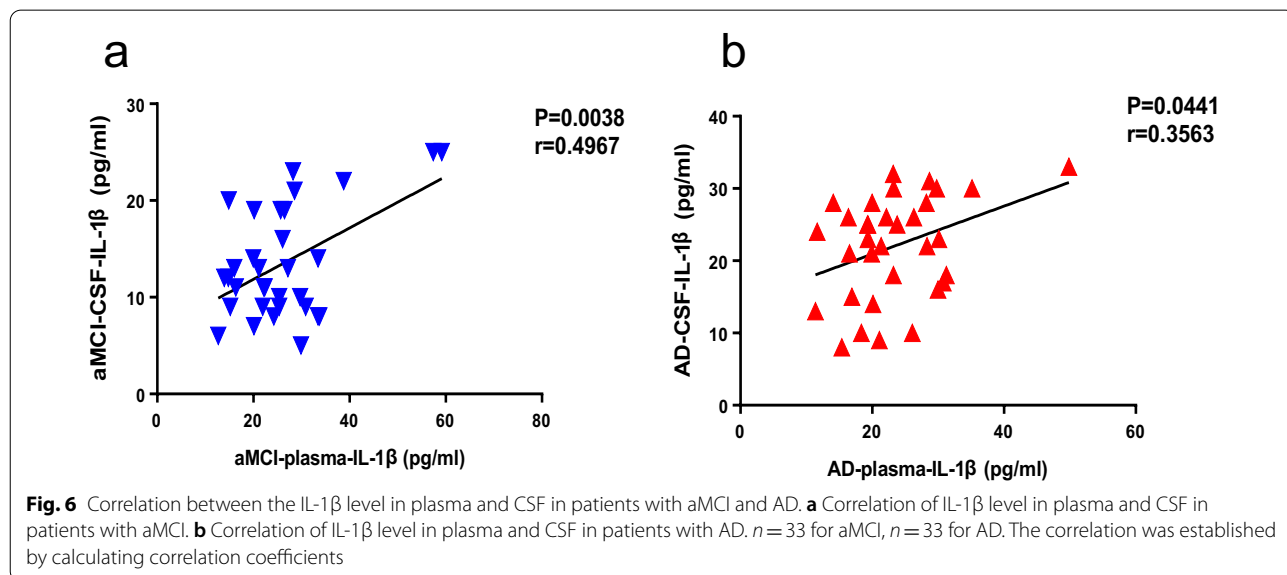 a
P=0.0038
r=0.4967
aMCI-CSF-IL-1β (pg/ml)
30
20
10
0
0 20 40 60 80
aMCI-plasma-IL-1β (pg/ml)
b
P=0.0441
r=0.3563
AD-CSF-IL-1β (pg/ml)
40
30
20
10
0
0 20 40 60
AD-plasma-IL-1β (pg/ml)
Fig. 6 Correlation between the IL-1β level in plasma and CSF in patients with aMCI and AD. a Correlation of IL-1β level in plasma and CSF in
patients with aMCI. b Correlation of IL-1β level in plasma and CSF in patients with AD. n = 33 for aMCI, n = 33 for AD. The correlation was established
by calculating correlation coefficients